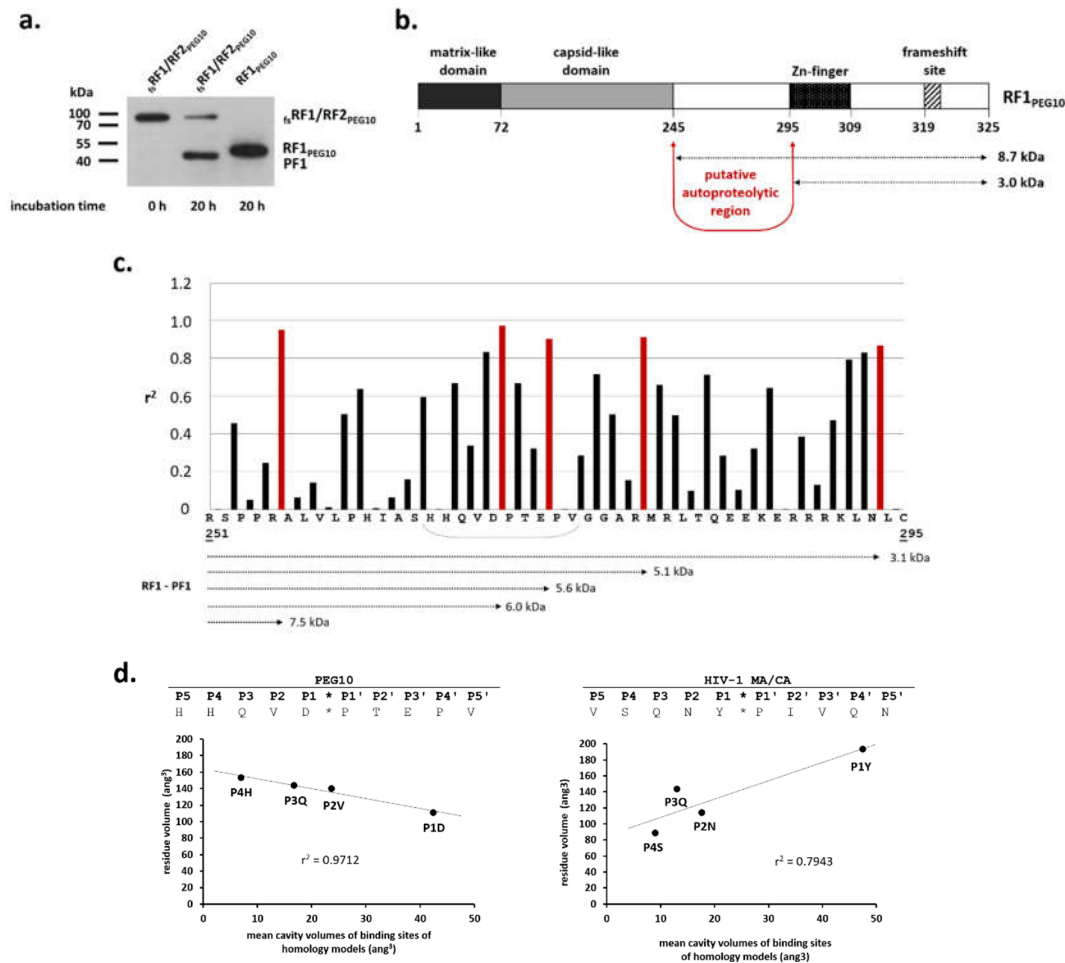 a.
fsRF1/RF2PEG10
fsRF1/RF2PEG10
RF1PEG10
kDa
100
70
55
40
fsRF1/RF2PEG10
RF1PEG10
PF1
incubation time 0 h 20 h 20 h
b.
matrix-like domain
capsid-like domain
Zn-finger
frameshift site
RF1PEG10
1 72 245 295 309 319 325
8.7 kDa
3.0 kDa
putative
autoproteolytic
region
c.
1.2
1.0
0.8
r2
0.6
0.4
0.2
0
R S P P R A L V L P H I A S H H Q V D P T E P V G G A R M R L T Q E E K E R R R K L N L C
251 295
3.1 kDa
RF1 - PF1
5.1 kDa
5.6 kDa
6.0 kDa
7.5 kDa
d.
PEG10
P5 P4 P3 P2 P1 * P1' P2' E3' P4' P5'
H H Q V D * P T E P V
200
180
160
140
120
100
80
60
40
20
0
residue volume (ang3)
P4H
P3Q
P2V
P1D
r2 = 0.9712
0 10 20 30 40 50
mean cavity volumes of binding sites of
homology models (ang3)
HIV-1 MA/CA
P5 P4 P3 P2 P1 * P1' P2' P3' P4' P5'
V S Q N Y * P I V Q N
200
180
160
140
120
100
80
60
40
20
0
residue volume (ang3)
P1Y
P3Q
P2N
P4S
r2 = 0.7943
0 10 20 30 40 50
mean cavity volumes of binding sites
of homology models (ang3)